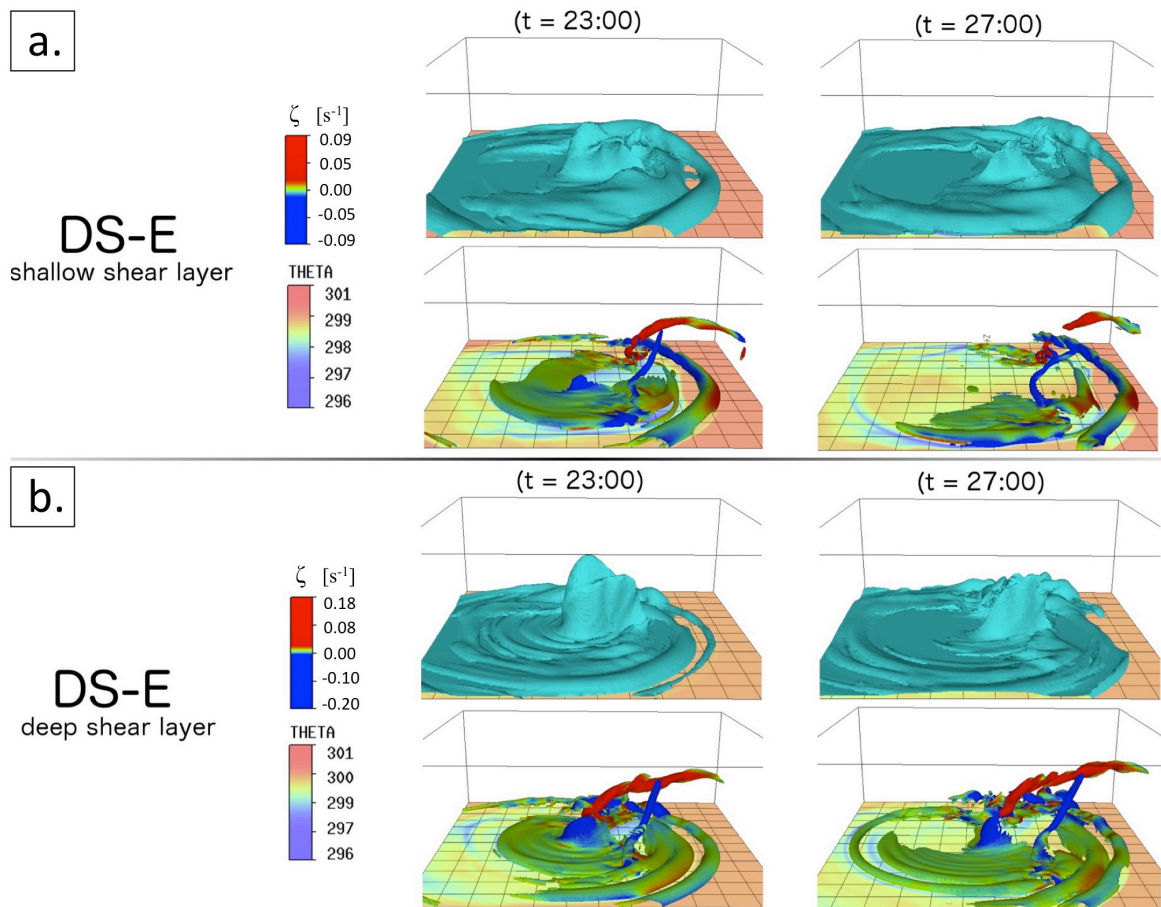 a.
(t = 23:00)
(t = 27:00)
ζ [s⁻¹]
0.09
0.05
0.00
-0.05
-0.09
DS-E
shallow shear layer
THETA
301
299
298
297
296
b.
(t = 23:00)
(t = 27:00)
ζ [s⁻¹]
0.18
0.08
0.00
-0.10
-0.20
DS-E
deep shear layer
THETA
301
300
299
297
296